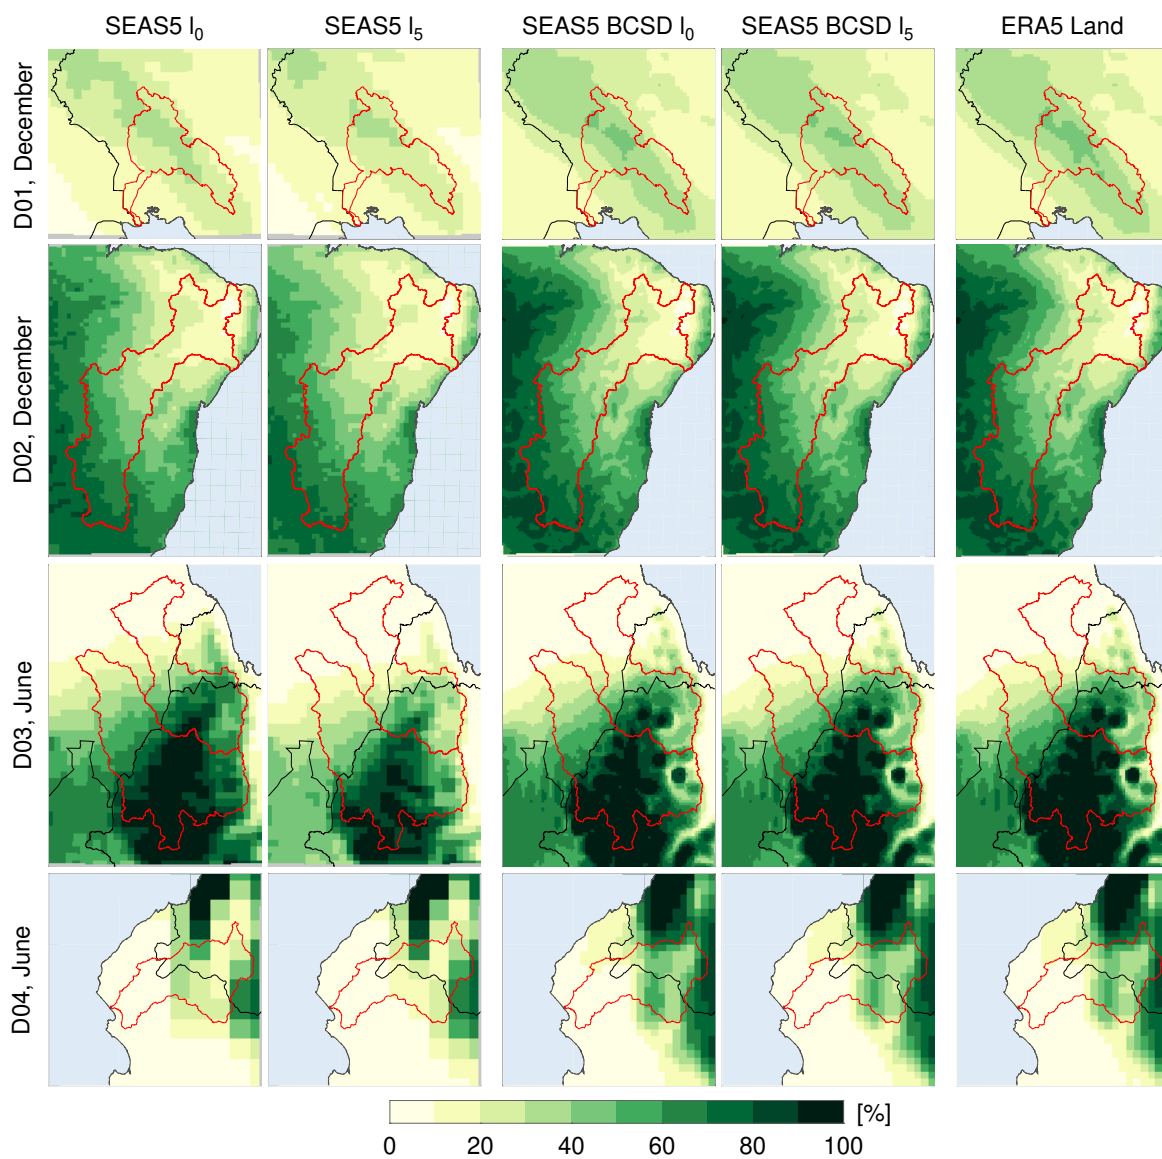 SEAS5 l0 SEAS5 l5 SEAS5 BCSD l0 SEAS5 BCSD l5 ERA5 Land
D01, December
D02, December
D03, June
D04, June
[%]
0 20 40 60 80 100